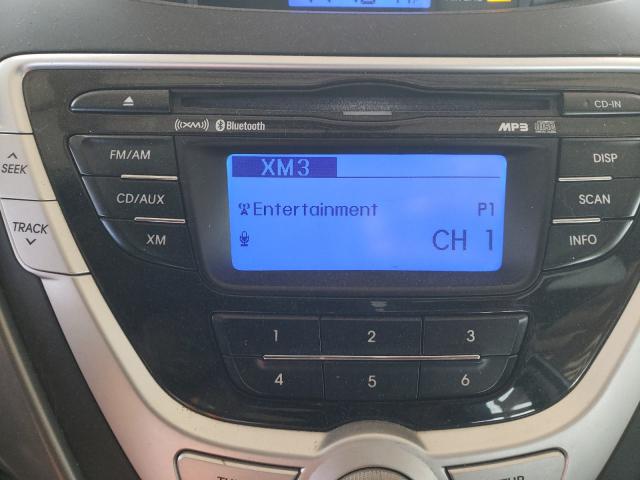 CD-IN
((XM)) Bluetooth MP3
FM/AM
DISP
SEEK
CD/AUX
SCAN
TRACK
XM
INFO
XM3
Entertainment P1
CH 1
1 2 3
4 5 6